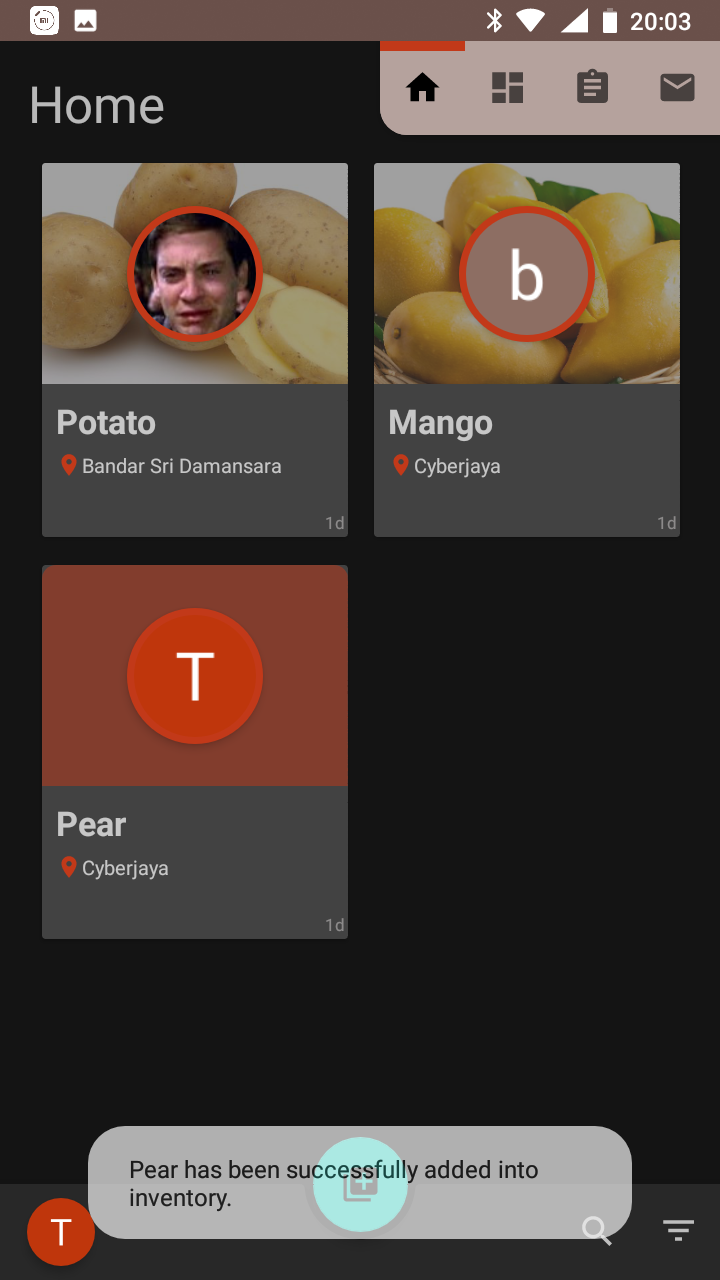 20:03
Home
b
Potato
Bandar Sri Damansara
1d
Mango
Cyberjaya
1d
T
Pear
Cyberjaya
1d
Pear has been successfully added into
inventory.
T